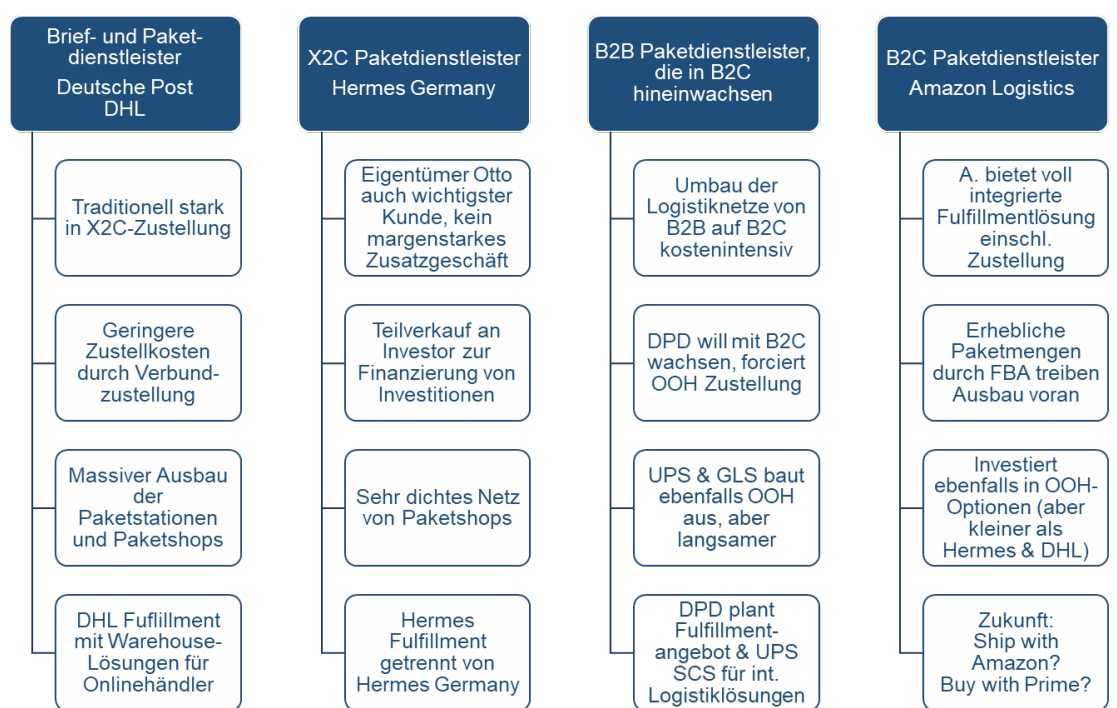 Brief- und Paket-
dienstleister
Deutsche Post
DHL
Traditionell stark
in X2C-Zustellung
Geringere
Zustellkosten
durch Verbund-
zustellung
Massiver Ausbau
der
Paketstationen
und Paketshops
DHL Fuflillment
mit Warehouse-
Lösungen für
Onlinehändler
X2C Paketdienstleister
Hermes Germany
Eigentümer Otto
auch wichtigster
Kunde, kein
margenstarkes
Zusatzgeschäft
Teilverkauf an
Investor zur
Finanzierung von
Investitionen
Sehr dichtes Netz
von Paketshops
Hermes
Fulfillment
getrennt von
Hermes Germany
B2B Paketdienstleister,
die in B2C
hineinwachsen
Umbau der
Logistiknetze von
B2B auf B2C
kostenintensiv
DPD will mit B2C
wachsen, forciert
OOH Zustellung
UPS & GLS baut
ebenfalls OOH
aus, aber
langsamer
DPD plant
Fulfillment-
angebot & UPS
SCS für int.
Logistiklösungen
B2C Paketdienstleister
Amazon Logistics
A. bietet voll
integrierte
Fulfillmentlösung
einschl.
Zustellung
Erhebliche
Paketmengen
durch FBA treiben
Ausbau voran
Investiert
ebenfalls in OOH-
Optionen (aber
kleiner als
Hermes & DHL)
Zukunft:
Ship with
Amazon?
Buy with Prime?